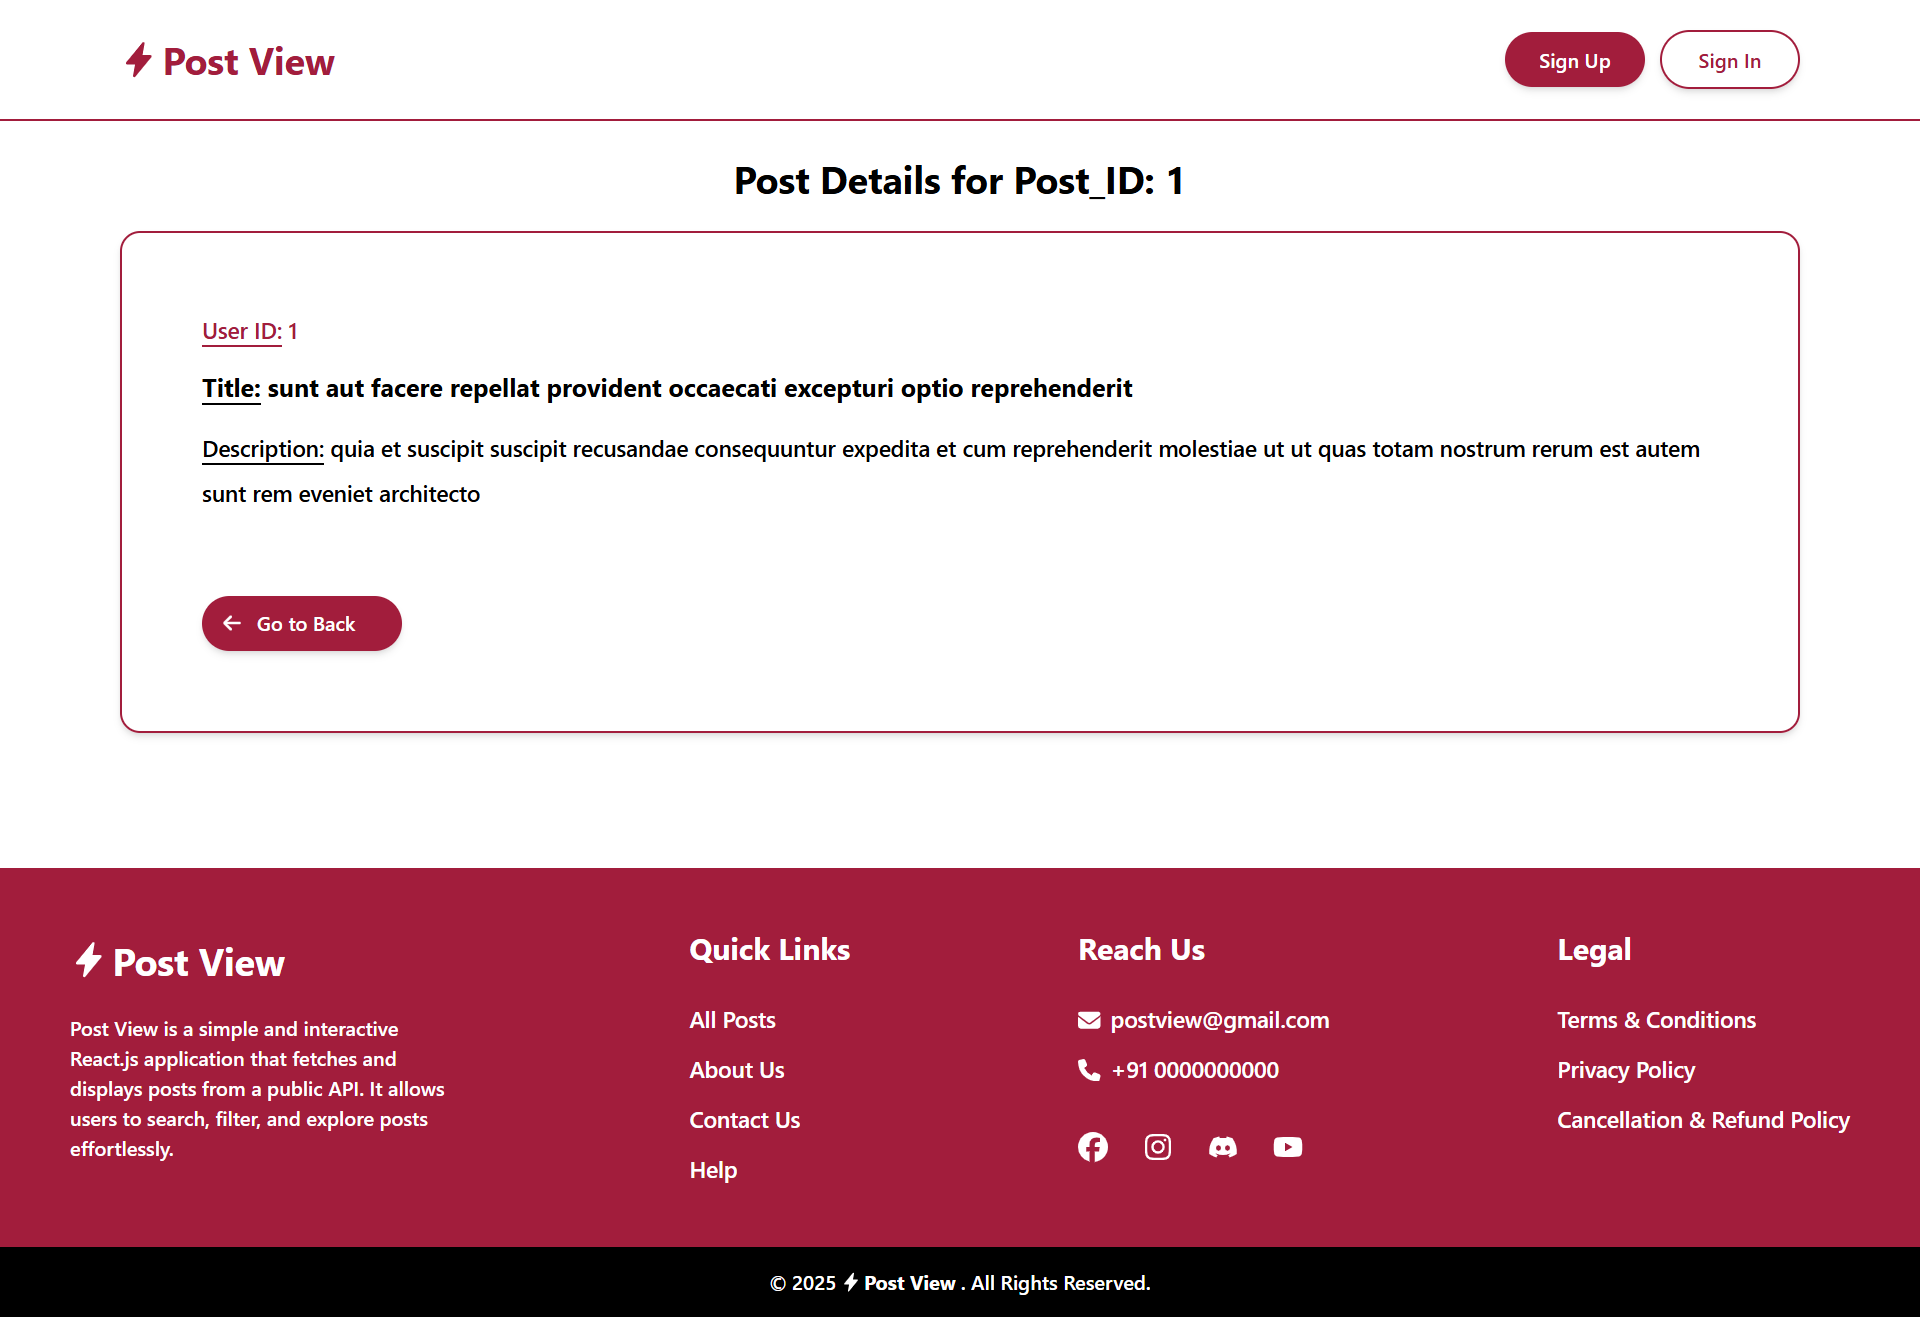 Post View
Sign Up
Sign In
Post Details for Post_ID: 1
User ID: 1
Title: sunt aut facere repellat provident occaecati excepturi optio reprehenderit
Description: quia et suscipit suscipit recusandae consequuntur expedita et cum reprehenderit molestiae ut ut quas totam nostrum rerum est autem
sunt rem eveniet architecto
Go to Back
Post View
Post View is a simple and interactive
React.js application that fetches and
displays posts from a public API. It allows
users to search, filter, and explore posts
effortlessly.
Quick Links
All Posts
About Us
Contact Us
Help
Reach Us
postview@gmail.com
+91 0000000000
Legal
Terms & Conditions
Privacy Policy
Cancellation & Refund Policy
© 2025 Post View . All Rights Reserved.